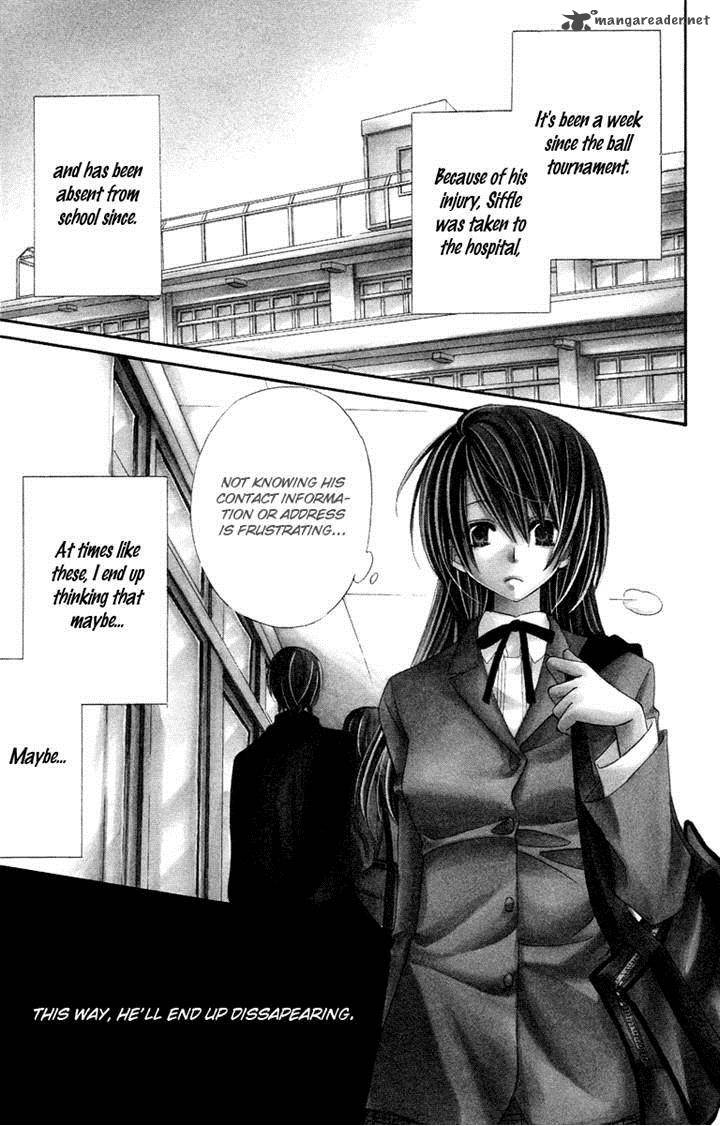 mangareader.net
It's been a week
since the ball
tournament.
Because of his
injury, Siffle
was taken to
the hospital,
and has been
absent from
school since.
NOT KNOWING HIS
CONTACT INFORMA-
TION OR ADDRESS
IS FRUSTRATING...
At times like
these, I end up
thinking that
maybe...
Maybe...
THIS WAY, HE'LL END UP DISSAPEARING.